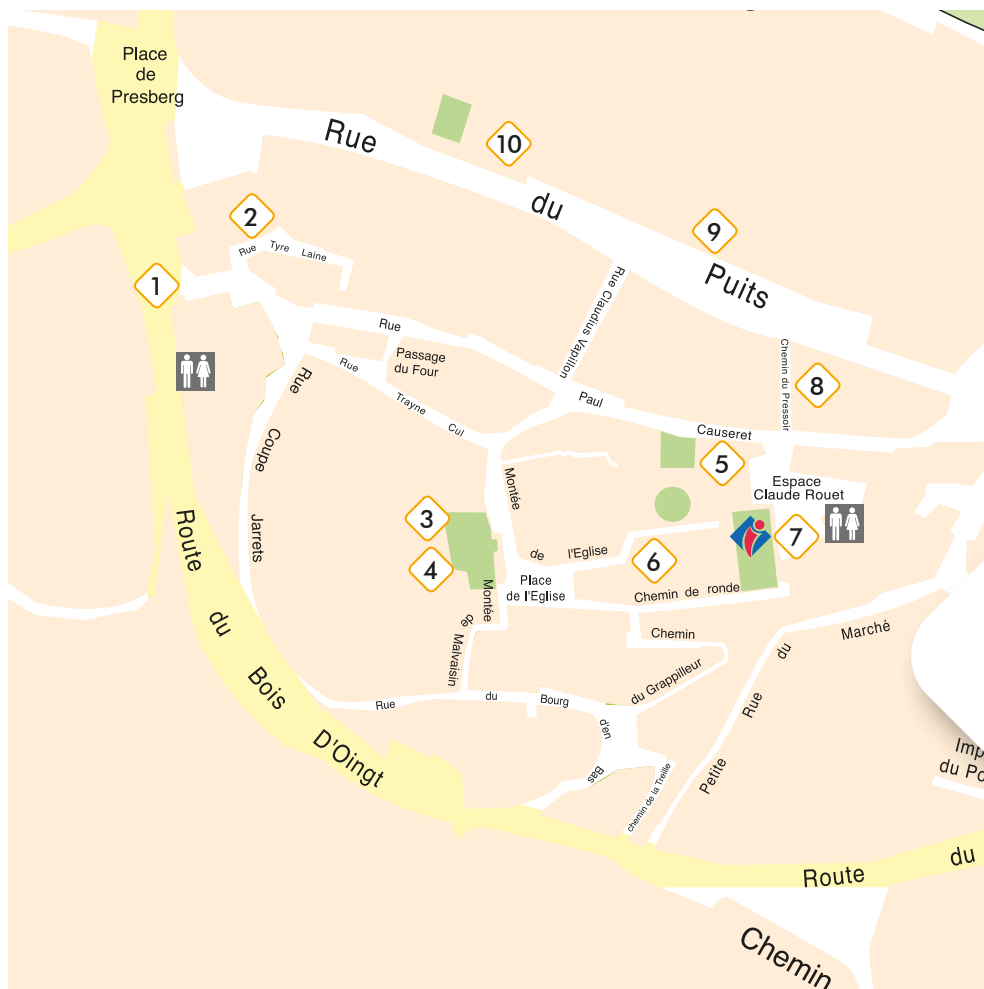 Place
de
Presberg
Rue du Puits
10
2
9
Rue Tyre Laine
1
Rue Claudius Vapillon
Rue Paul Causeret
Passage
du Four
Rue Trayne Cul
Chemin du Pressoir
8
Rue Coupe Jarrets
5
Espace
Claude Rouet
Montée de l'Eglise
3
7
4
6
Place
de l'Eglise
Chemin de ronde
Montée de Malvaisin
Chemin du Grappilleur
Petite Rue du Marché
Route du Bois D'Oingt
Rue du Bourg d'en Bas
chemin de la Treille
Route du
Chemin